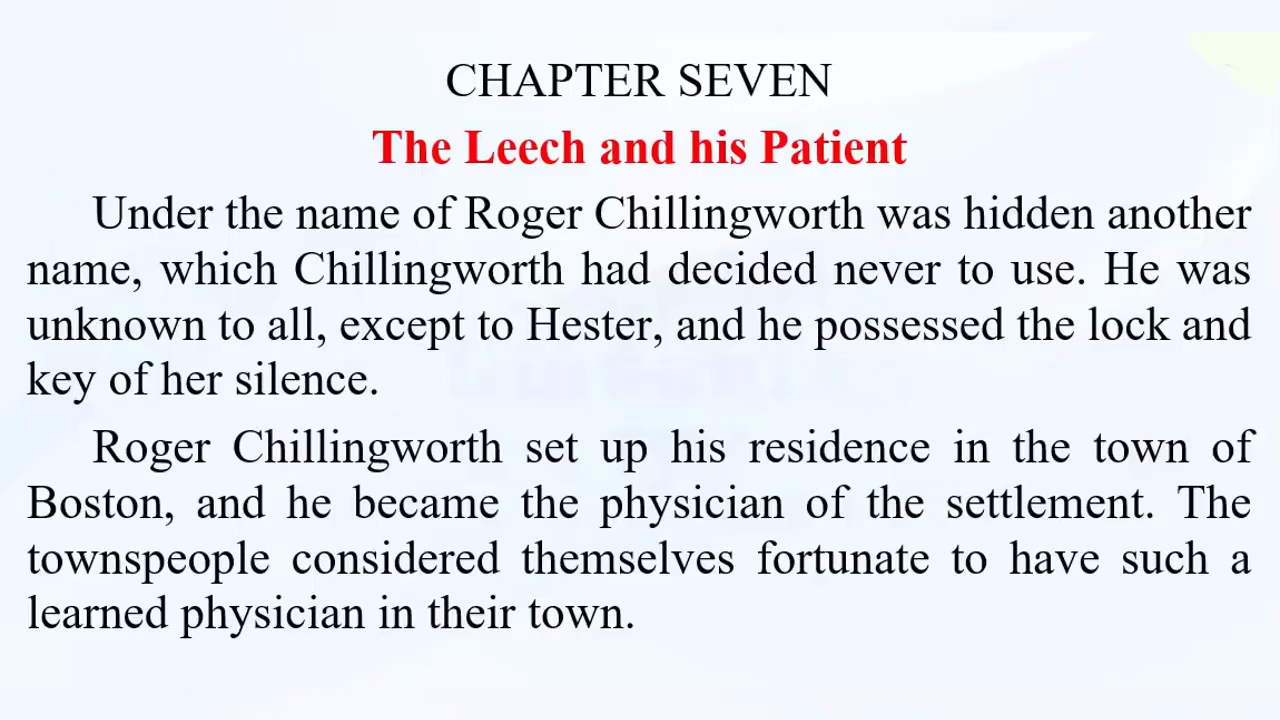 CHAPTER SEVEN
The Leech and his Patient
Under the name of Roger Chillingworth was hidden another
name, which Chillingworth had decided never to use. He was
unknown to all, except to Hester, and he possessed the lock and
key of her silence.
Roger Chillingworth set up his residence in the town of
Boston, and he became the physician of the settlement. The
townspeople considered themselves fortunate to have such a
learned physician in their town.